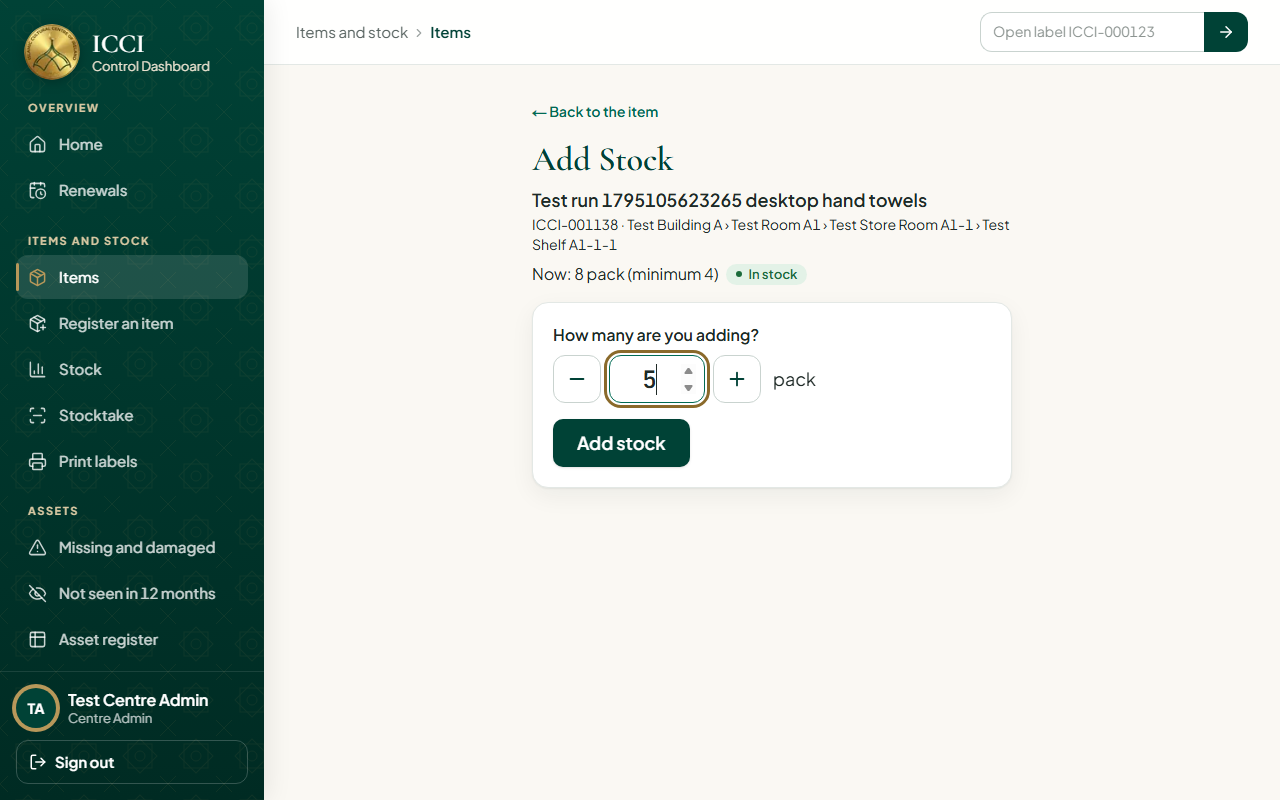 ICCI
Control Dashboard
OVERVIEW
Home
Renewals
ITEMS AND STOCK
Items
Register an item
Stock
Stocktake
Print labels
ASSETS
Missing and damaged
Not seen in 12 months
Asset register
TA
Test Centre Admin
Centre Admin
Sign out
Items and stock › Items
Open label ICCI-000123
← Back to the item
Add Stock
Test run 1795105623265 desktop hand towels
ICCI-001138 · Test Building A › Test Room A1 › Test Store Room A1-1 › Test
Shelf A1-1-1
Now: 8 pack (minimum 4) In stock
How many are you adding?
5 pack
Add stock